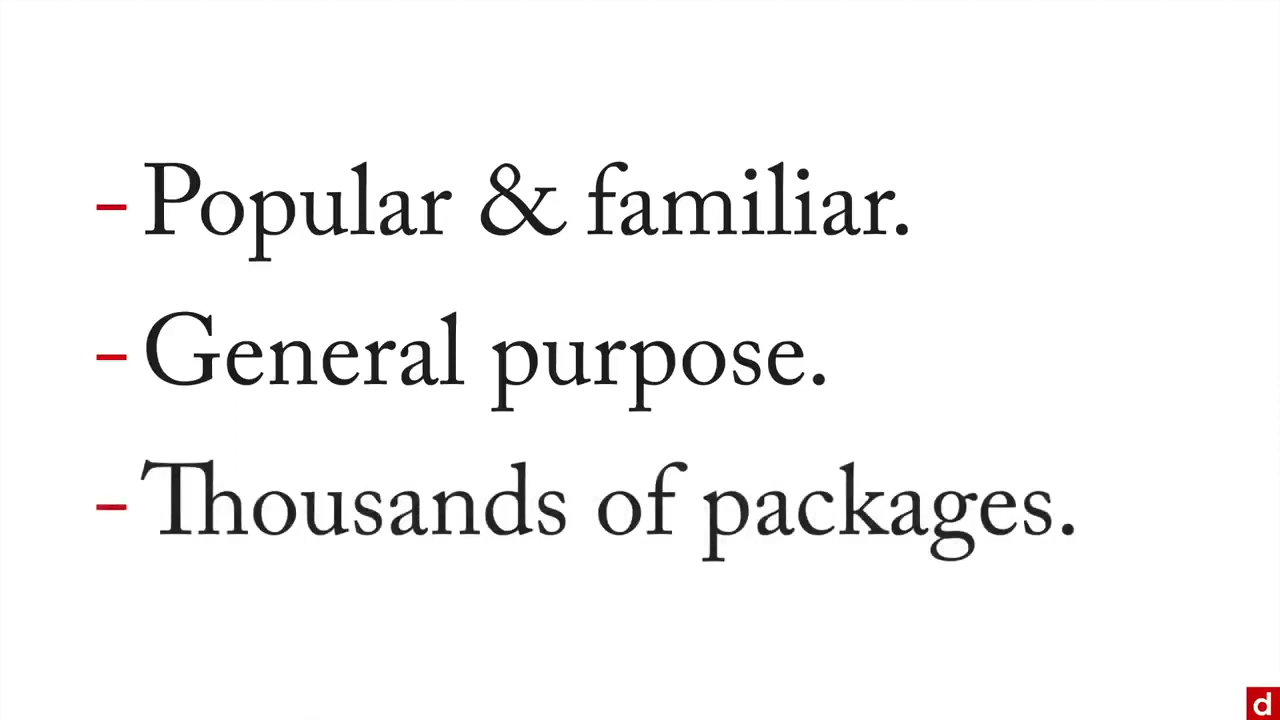 - Popular & familiar.
- General purpose.
- Thousands of packages.
d